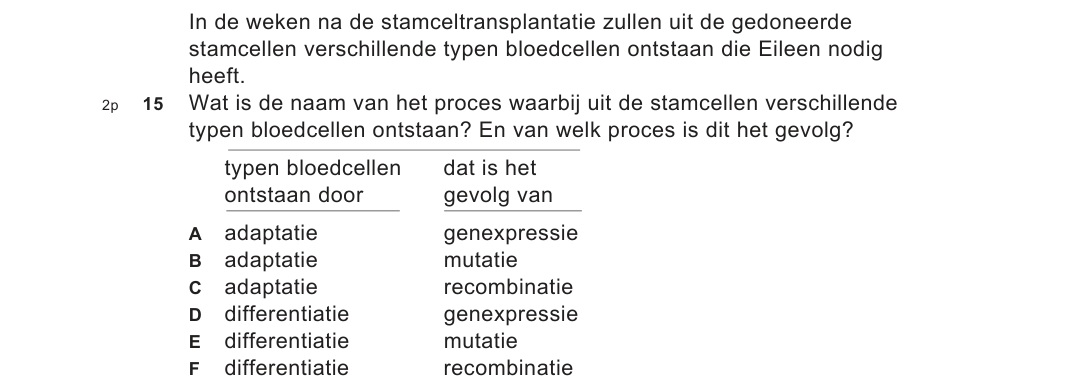 In de weken na de stamceltransplantatie zullen uit de gedoneerde
stamcellen verschillende typen bloedcellen ontstaan die Eileen nodig
heeft.
2p 15 Wat is de naam van het proces waarbij uit de stamcellen verschillende
typen bloedcellen ontstaan? En van welk proces is dit het gevolg?
typen bloedcellen dat is het
ontstaan door gevolg van
A adaptatie genexpressie
B adaptatie mutatie
C adaptatie recombinatie
D differentiatie genexpressie
E differentiatie mutatie
F differentiatie recombinatie